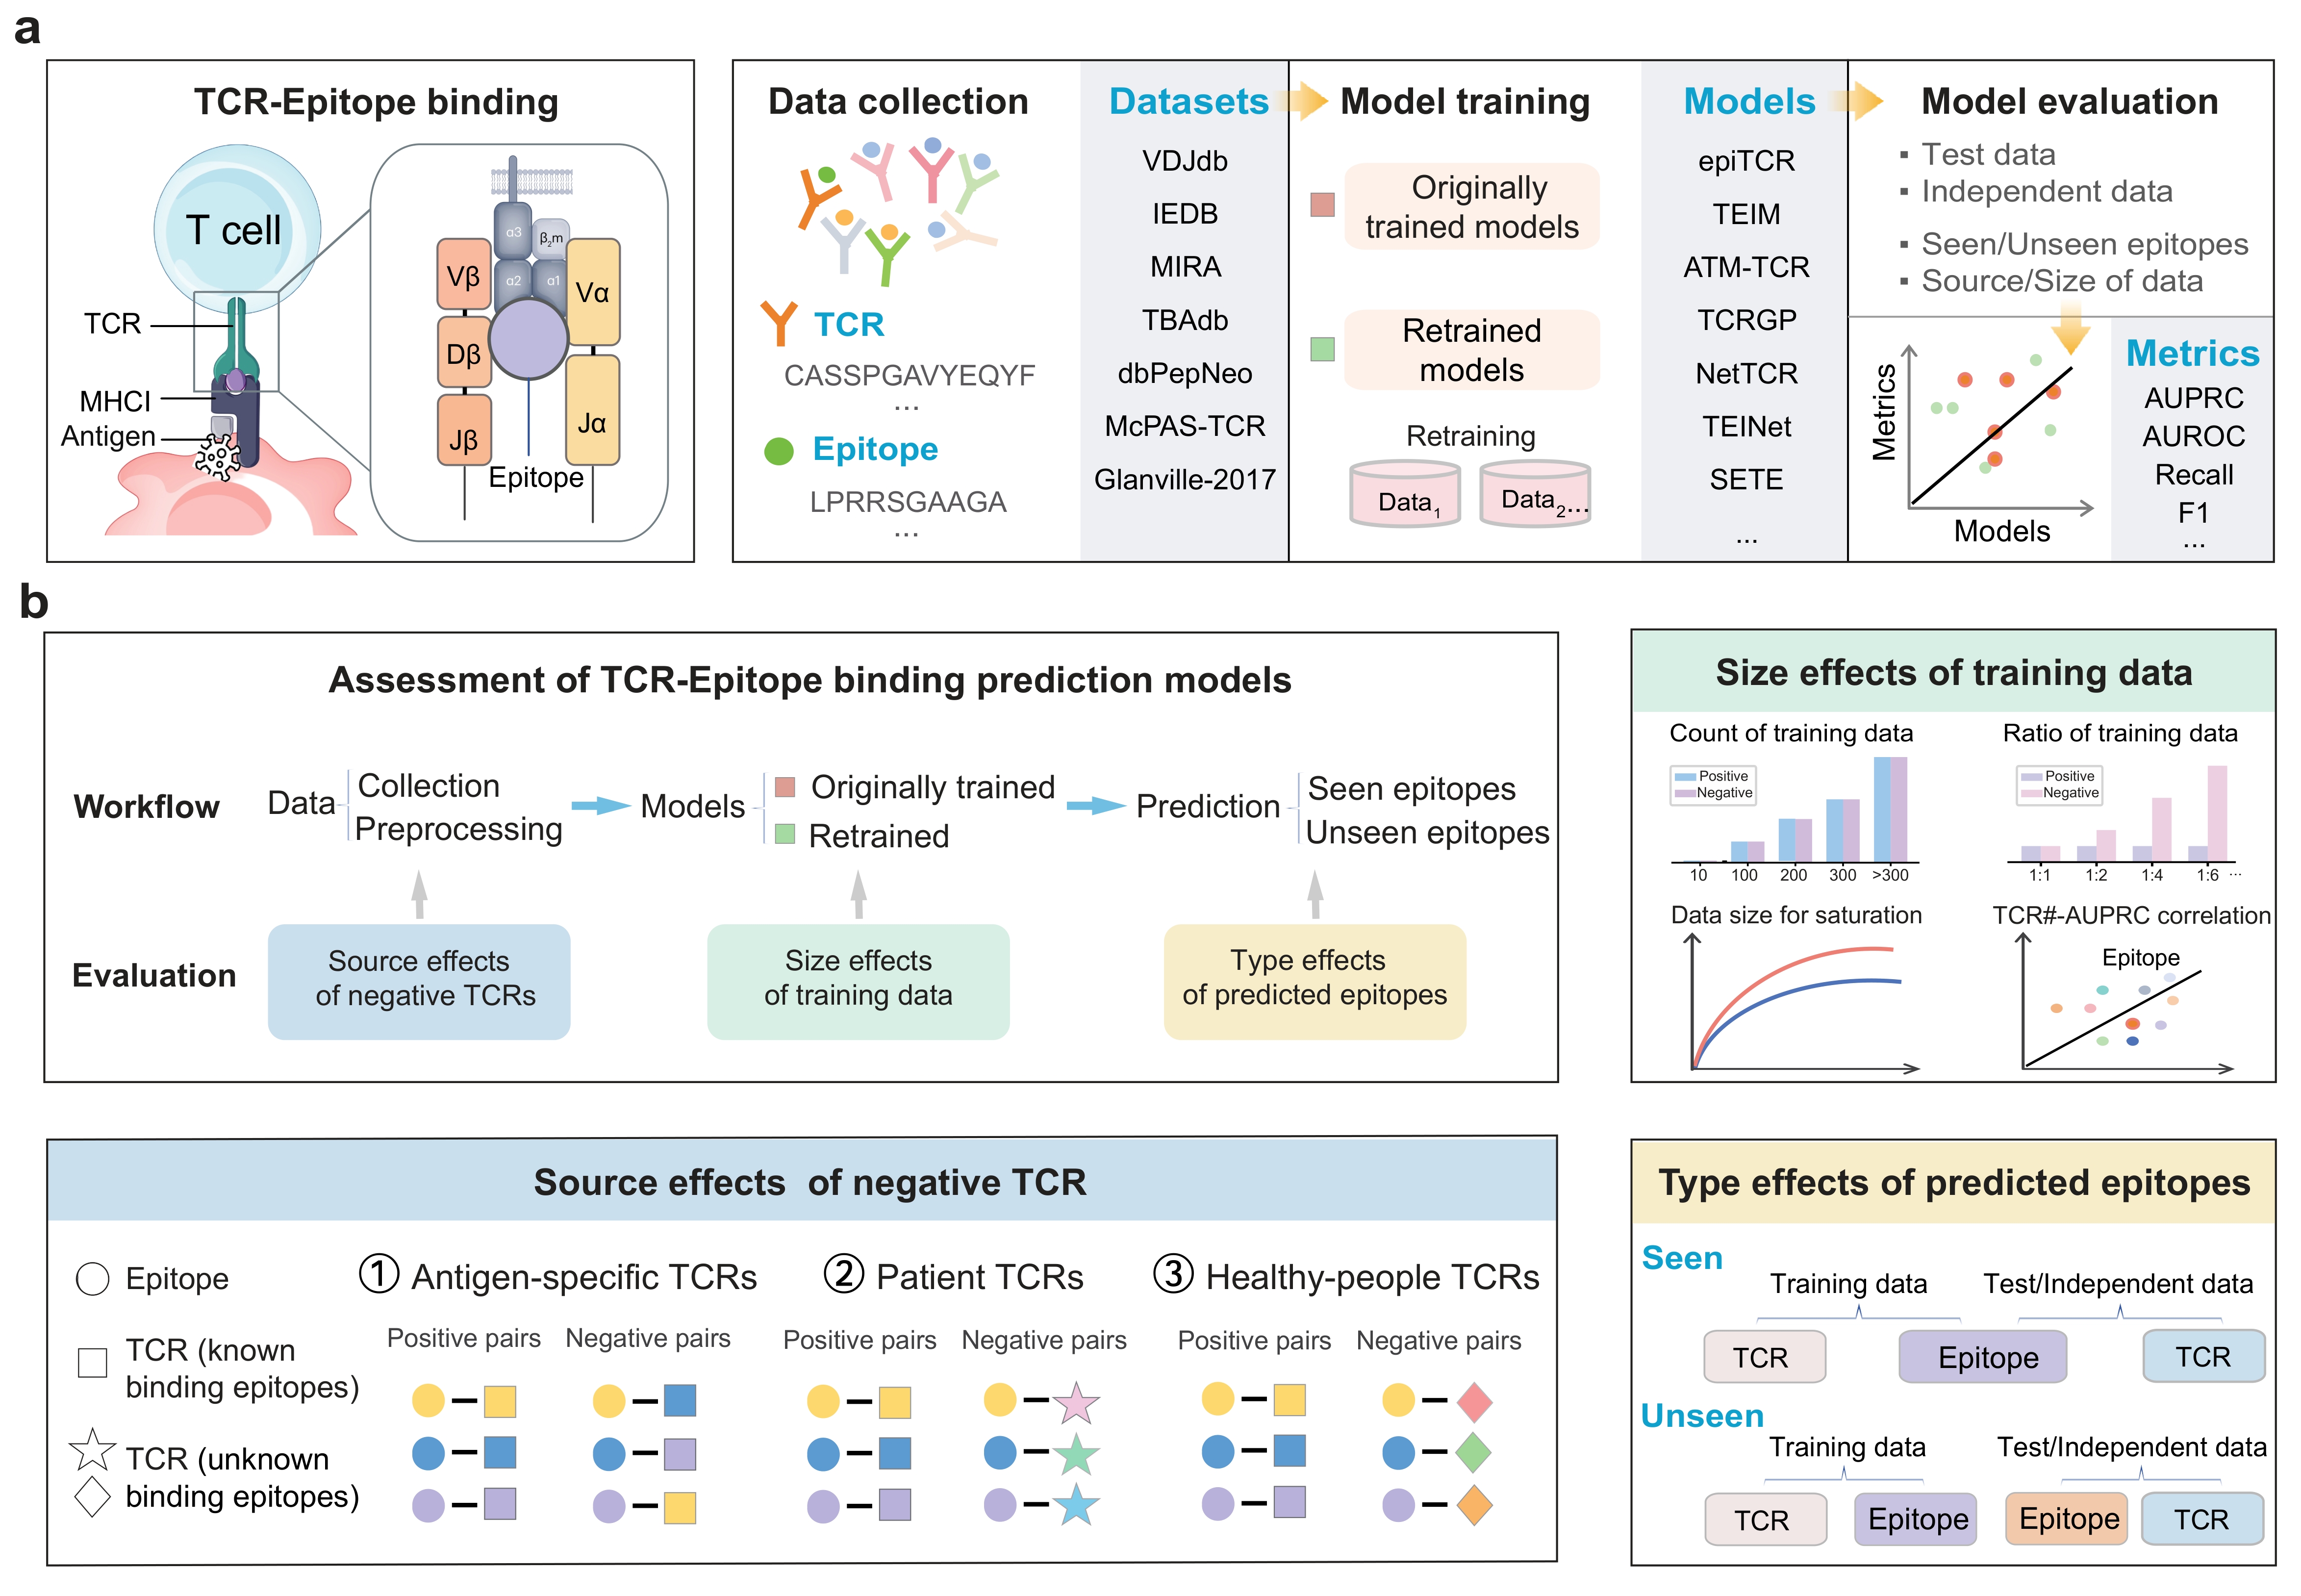 a
TCR-Epitope binding
T cell
TCR
MHCI
Antigen
α3
β2m
α2
α1
Vβ
Dβ
Jβ
Vα
Jα
Epitope
Data collection
TCR
CASSPGAVYEQYF
...
Epitope
LPRRSGAAGA
...
Datasets
VDJdb
IEDB
MIRA
TBAdb
dbPepNeo
McPAS-TCR
Glanville-2017
Model training
Originally
trained models
Retrained
models
Retraining
Data1
Data2...
Models
epiTCR
TEIM
ATM-TCR
TCRGP
NetTCR
TEINet
SETE
...
Model evaluation
▪ Test data
▪ Independent data
▪ Seen/Unseen epitopes
▪ Source/Size of data
Metrics
Models
Metrics
AUPRC
AUROC
Recall
F1
...
b
Assessment of TCR-Epitope binding prediction models
Workflow
Data
Collection
Preprocessing
Models
Originally trained
Retrained
Prediction
Seen epitopes
Unseen epitopes
Evaluation
Source effects
of negative TCRs
Size effects
of training data
Type effects
of predicted epitopes
Size effects of training data
Count of training data
Positive
Negative
10 100 200 300 >300
Ratio of training data
Positive
Negative
1:1 1:2 1:4 1:6 ...
Data size for saturation
TCR#-AUPRC correlation
Epitope
Source effects of negative TCR
Epitope
TCR (known
binding epitopes)
TCR (unknown
binding epitopes)
① Antigen-specific TCRs
Positive pairs Negative pairs
② Patient TCRs
Positive pairs Negative pairs
③ Healthy-people TCRs
Positive pairs Negative pairs
Type effects of predicted epitopes
Seen
Training data Test/Independent data
TCR Epitope TCR
Unseen
Training data Test/Independent data
TCR Epitope Epitope TCR